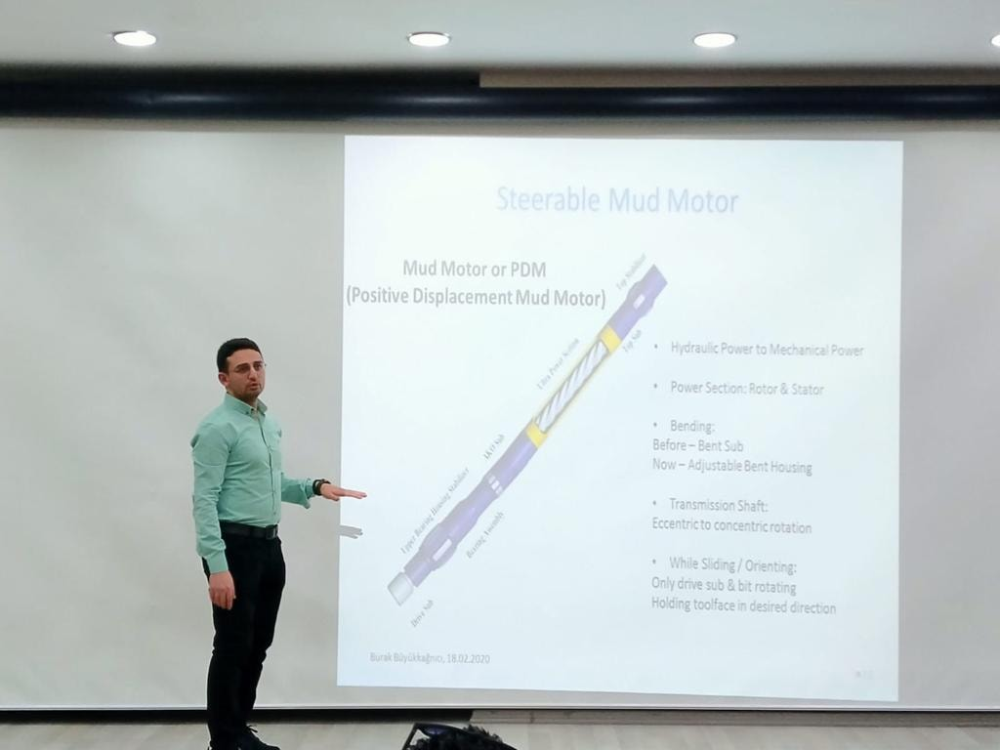 Steerable Mud Motor
Mud Motor or PDM
(Positive Displacement Mud Motor)
Top Stabilizer
Top Sub
Ultra Power Section
AKO Sub
Upper Bearing Housing Stabilizer
Bearing Assembly
Drive Sub
• Hydraulic Power to Mechanical Power
• Power Section: Rotor & Stator
• Bending:
Before – Bent Sub
Now – Adjustable Bent Housing
• Transmission Shaft:
Eccentric to concentric rotation
• While Sliding / Orienting:
Only drive sub & bit rotating
Holding toolface in desired direction
Burak Büyükkağnıcı, 18.02.2020